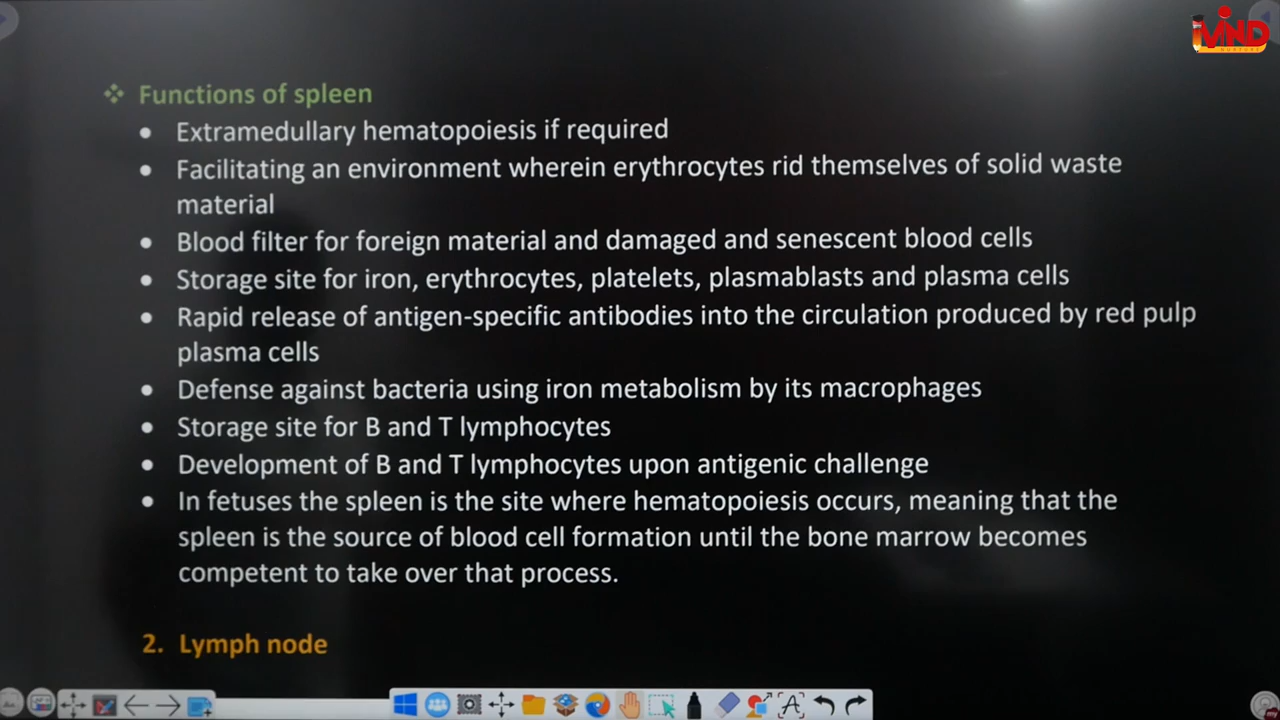 iMIND
❖ Functions of spleen
• Extramedullary hematopoiesis if required
• Facilitating an environment wherein erythrocytes rid themselves of solid waste
material
• Blood filter for foreign material and damaged and senescent blood cells
• Storage site for iron, erythrocytes, platelets, plasmablasts and plasma cells
• Rapid release of antigen-specific antibodies into the circulation produced by red pulp
plasma cells
• Defense against bacteria using iron metabolism by its macrophages
• Storage site for B and T lymphocytes
• Development of B and T lymphocytes upon antigenic challenge
• In fetuses the spleen is the site where hematopoiesis occurs, meaning that the
spleen is the source of blood cell formation until the bone marrow becomes
competent to take over that process.
2. Lymph node